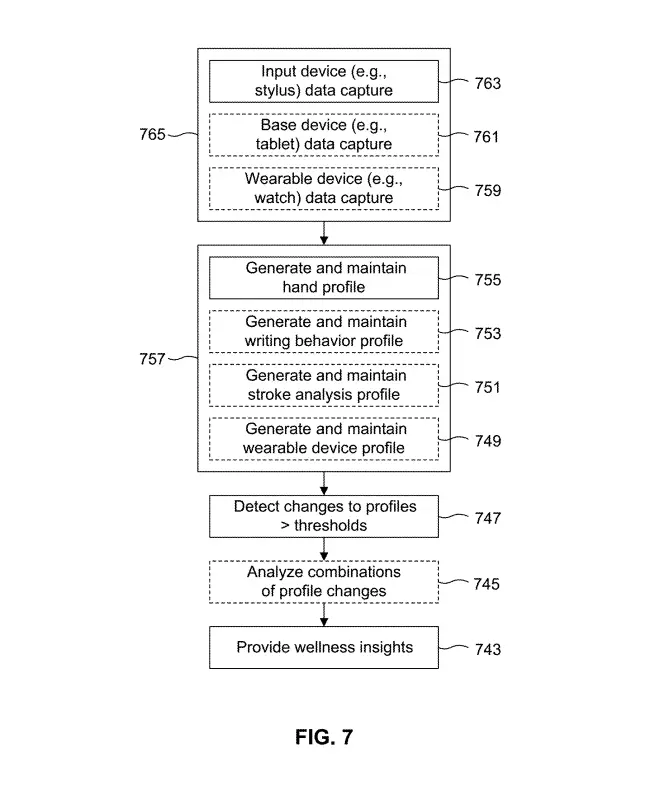 Input device (e.g.,
stylus) data capture
763
765
Base device (e.g.,
tablet) data capture
761
Wearable device (e.g.,
watch) data capture
759
Generate and maintain
hand profile
755
Generate and maintain
writing behavior profile
753
757
Generate and maintain
stroke analysis profile
751
Generate and maintain
wearable device profile
749
Detect changes to profiles
> thresholds
747
Analyze combinations
of profile changes
745
Provide wellness insights
743
FIG. 7